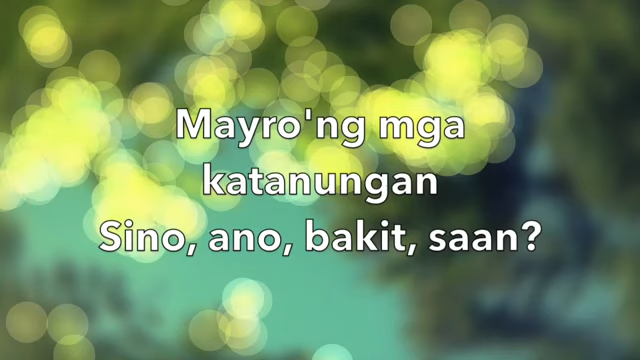 Mayro'ng mga
katanungan
Sino, ano, bakit, saan?